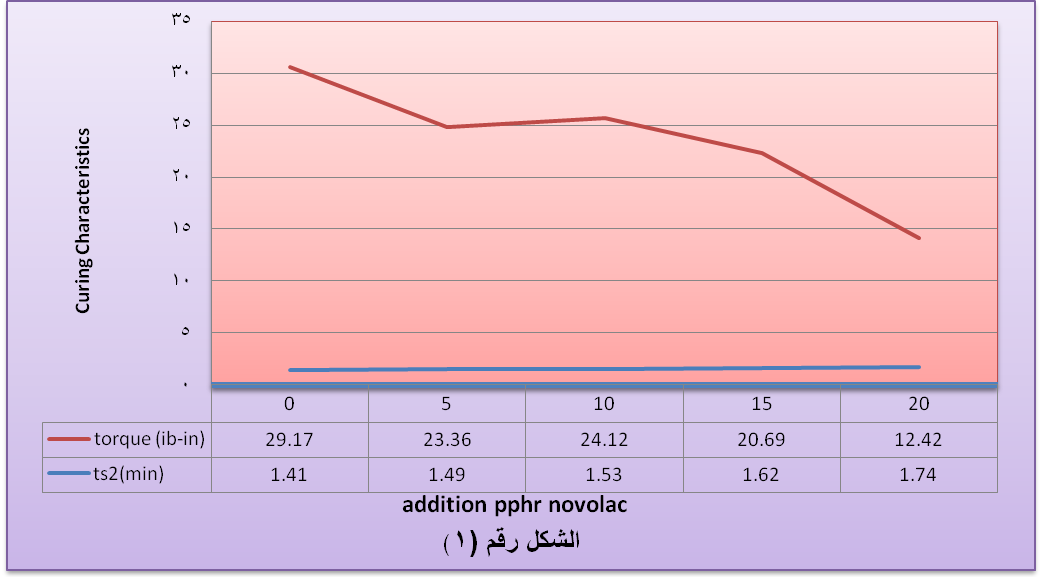 ٣٥
٣٠
٢٥
٢٠
١٥
١٠
٥
٠
Curing Characteristics
0 5 10 15 20
torque (ib-in) 29.17 23.36 24.12 20.69 12.42
ts2(min) 1.41 1.49 1.53 1.62 1.74
addition pphr novolac
الشكل رقم (١)